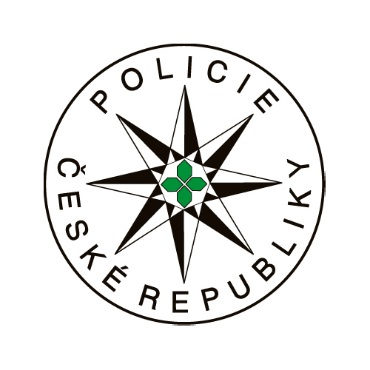 POLICIE
ČESKÉ REPUBLIKY